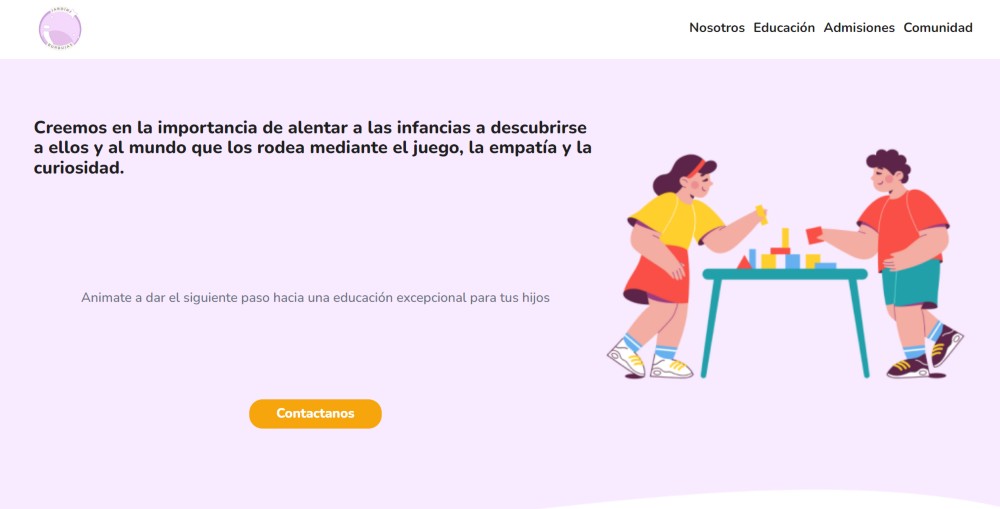 Nosotros Educación Admisiones Comunidad
Creemos en la importancia de alentar a las infancias a descubrirse
a ellos y al mundo que los rodea mediante el juego, la empatía y la
curiosidad.
Animate a dar el siguiente paso hacia una educación excepcional para tus hijos
Contactanos